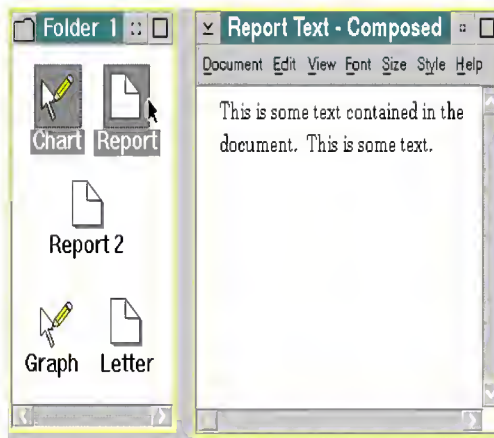 Folder 1
Chart Report
Report 2
Graph Letter
Report Text - Composed
Document Edit View Font Size Style Help
This is some text contained in the
document. This is some text.